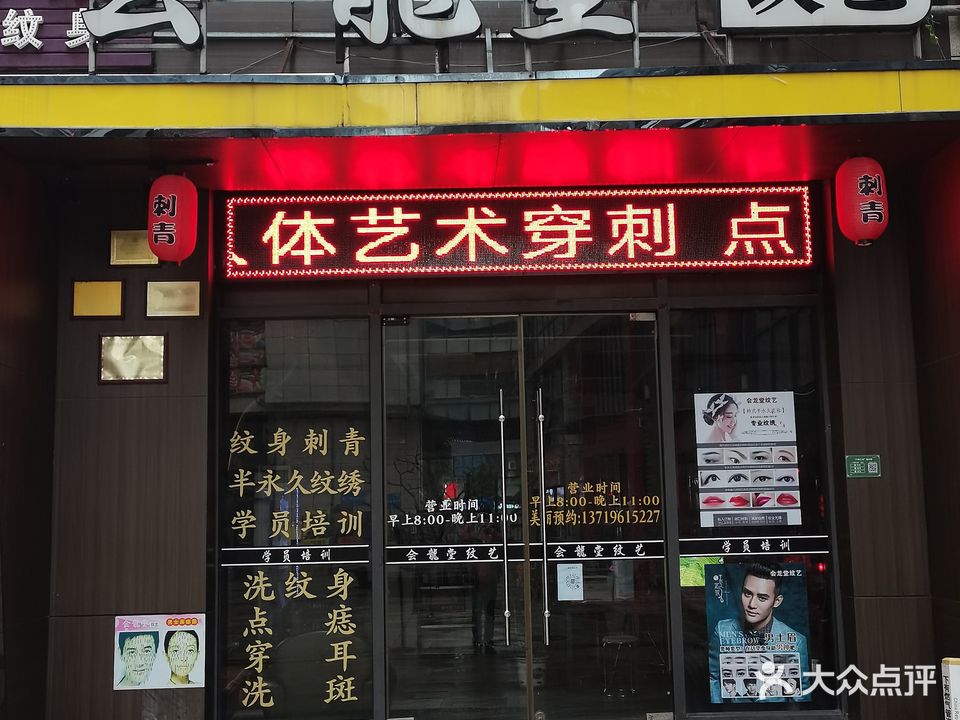 纹身
会龍堂纹艺
刺青
体艺术穿刺 点
刺青
纹身刺青
半永久纹绣
学员培训
学员培训
洗纹身
点 痣
穿 耳
洗 斑
营业时间
早上8:00-晚上11:00
会龍堂纹艺
营业时间
早上8:00-晚上11:00
美丽预约:13719615227
会龍堂纹艺
会龙堂纹艺
专业纹绣
学员培训
会龙堂纹艺
MEN'S
EYEBROW
男士眉
大众点评